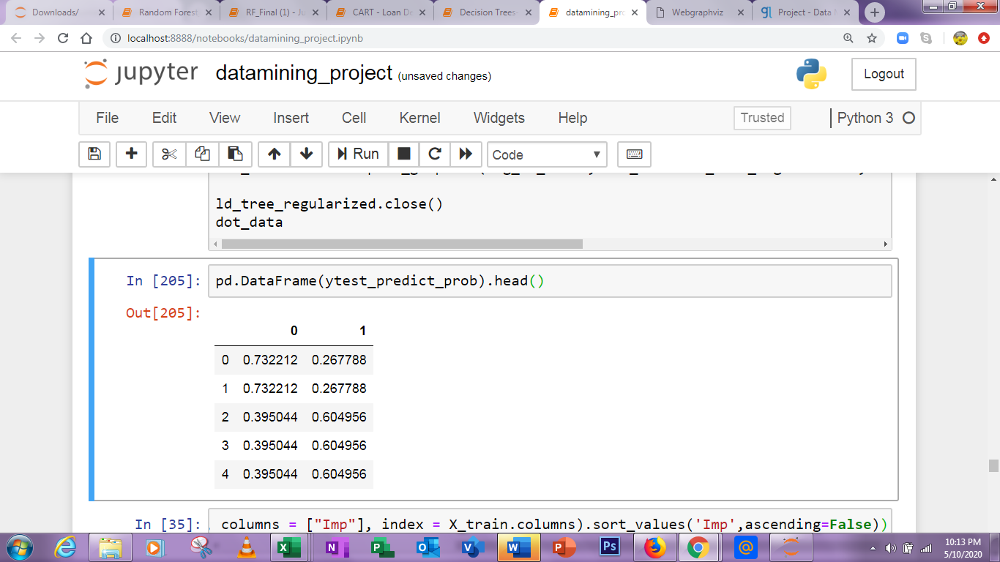 Downloads/
Random Forest
RF_Final (1) - Ju
CART - Loan De
Decision Trees-
datamining_pro
Webgraphviz
Project - Data M
localhost:8888/notebooks/datamining_project.ipynb
jupyter datamining_project (unsaved changes)
Logout
File Edit View Insert Cell Kernel Widgets Help
Trusted
Python 3
Run
Code
ld_tree_regularized.close()
dot_data
In [205]: pd.DataFrame(ytest_predict_prob).head()
Out[205]:
0 1
0 0.732212 0.267788
1 0.732212 0.267788
2 0.395044 0.604956
3 0.395044 0.604956
4 0.395044 0.604956
In [35]: columns = ["Imp"], index = X_train.columns).sort_values('Imp',ascending=False))
10:13 PM
5/10/2020